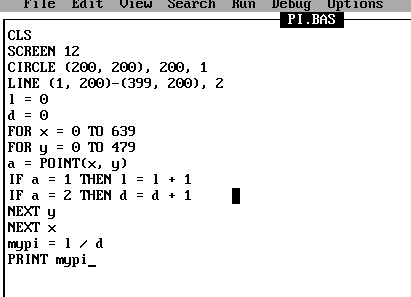 File Edit View Search Run Debug Options
PI.BAS
CLS
SCREEN 12
CIRCLE (200, 200), 200, 1
LINE (1, 200)-(399, 200), 2
l = 0
d = 0
FOR x = 0 TO 639
FOR y = 0 TO 479
a = POINT(x, y)
IF a = 1 THEN l = l + 1
IF a = 2 THEN d = d + 1
NEXT y
NEXT x
mypi = l / d
PRINT mypi_